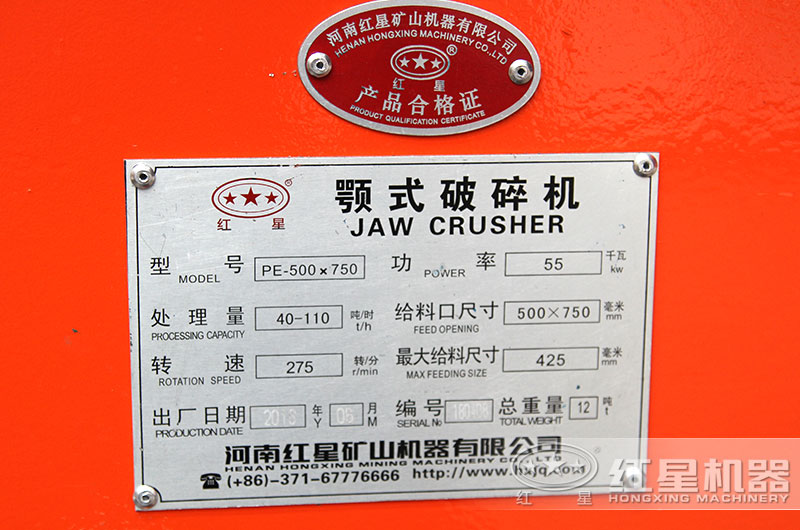 河南红星矿山机器有限公司
HENAN HONGXING MACHINERY CO.,LTD
®
红 星
产品合格证
PRODUCT QUALIFICATION CERTIFICATE
®
红 星
颚式破碎机
JAW CRUSHER
型 号 MODEL PE-500×750 功 率 POWER 55 千瓦 kw
处理量 PROCESSING CAPACITY 40-110 吨/时 t/h 给料口尺寸 FEED OPENING 500×750 毫米 mm
转 速 ROTATION SPEED 275 转/分 r/min 最大给料尺寸 MAX FEEDING SIZE 425 毫米 mm
出厂日期 PRODUCTION DATE 2013 年 Y 月 M 编号 SERIAL No 总重量 TOTAL WEIGHT 12 吨 t
河南红星矿山机器有限公司
HENAN HONGXING MINING MACHINERY CO., LTD
☎ (+86)-371-67776666 http://www.hxjq.com
红 星
红星机器
HONGXING MACHINERY